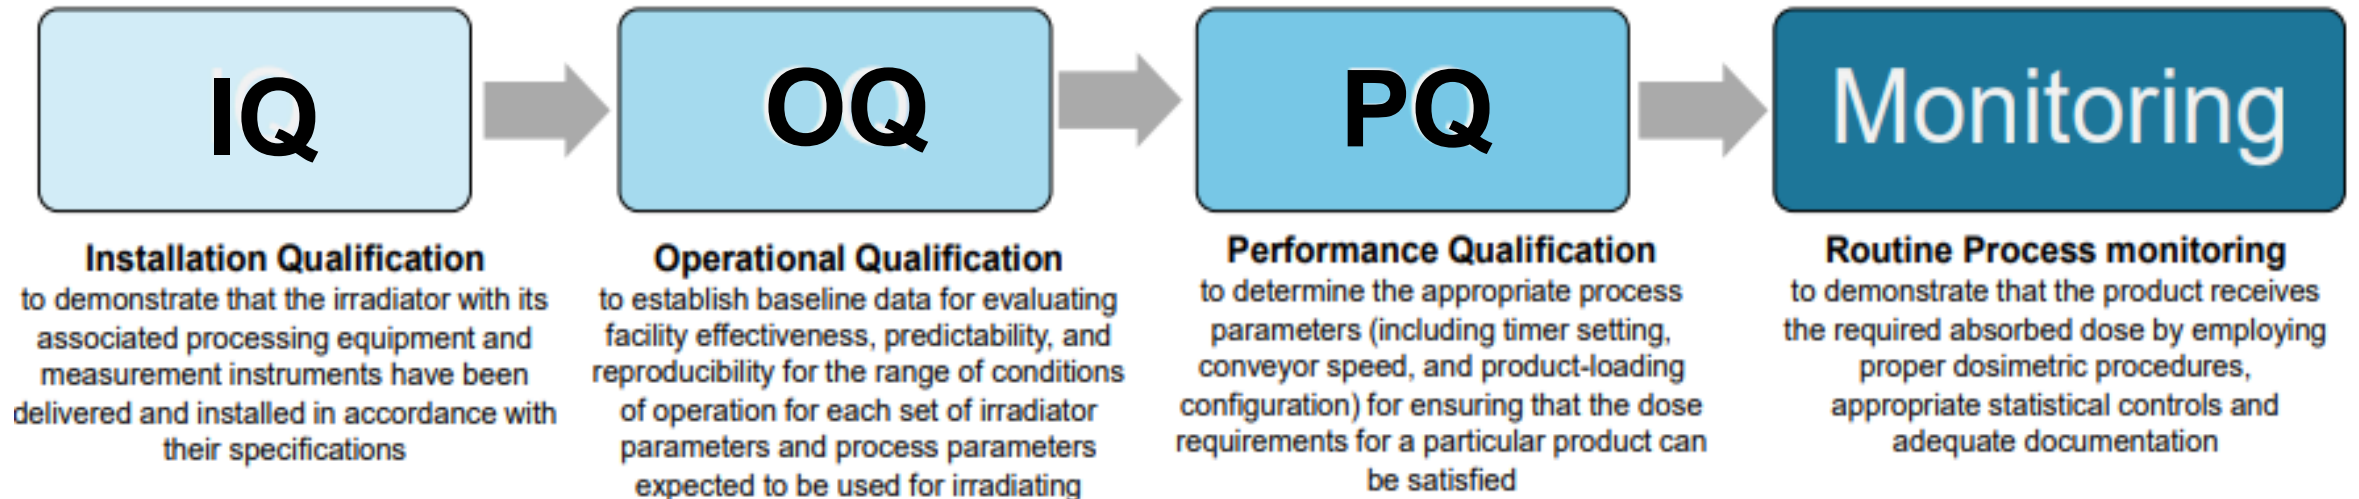 IQ
OQ
PQ
Monitoring
Installation Qualification
to demonstrate that the irradiator with its
associated processing equipment and
measurement instruments have been
delivered and installed in accordance with
their specifications
Operational Qualification
to establish baseline data for evaluating
facility effectiveness, predictability, and
reproducibility for the range of conditions
of operation for each set of irradiator
parameters and process parameters
expected to be used for irradiating
Performance Qualification
to determine the appropriate process
parameters (including timer setting,
conveyor speed, and product-loading
configuration) for ensuring that the dose
requirements for a particular product can
be satisfied
Routine Process monitoring
to demonstrate that the product receives
the required absorbed dose by employing
proper dosimetric procedures,
appropriate statistical controls and
adequate documentation